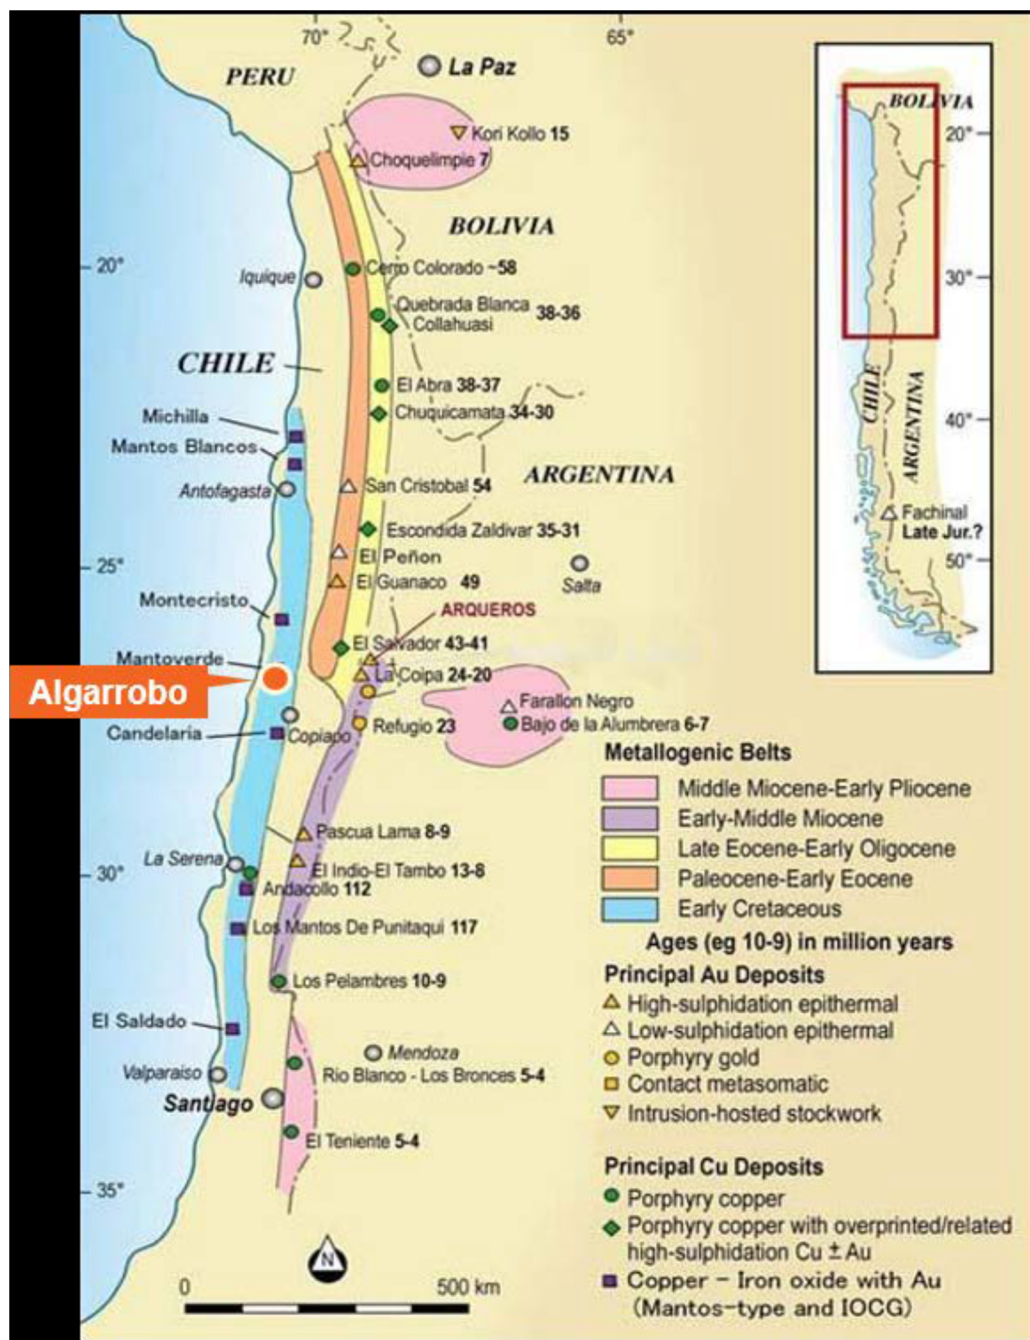 70°
65°
PERU
La Paz
Kori Kollo 15
Choquelimpie 7
BOLIVIA
20°
Iquique
Cerro Colorado ~58
Quebrada Blanca
Collahuasi
38-36
CHILE
El Abra 38-37
Chuquicamata 34-30
Michilla
Mantos Blancos
Antofagasta
San Cristobal 54
ARGENTINA
Escondida Zaldivar 35-31
El Peñon
25°
El Guanaco 49
Salta
Montecristo
ARQUEROS
El Salvador 43-41
Mantoverde
La Coipa 24-20
Algarrobo
Farallon Negro
Bajo de la Alumbrera 6-7
Candelaria
Copiapo
Refugio 23
Pascua Lama 8-9
La Serena
El Indio-El Tambo 13-8
30°
Andacollo 112
Los Mantos De Punitaqui 117
Los Pelambres 10-9
El Saldado
Mendoza
Valparaiso
Rio Blanco - Los Bronces 5-4
Santiago
El Teniente 5-4
35°
N
0
500 km
BOLIVIA
20°
30°
CHILE
ARGENTINA
40°
Fachinal
Late Jur.?
50°
Metallogenic Belts
Middle Miocene-Early Pliocene
Early-Middle Miocene
Late Eocene-Early Oligocene
Paleocene-Early Eocene
Early Cretaceous
Ages (eg 10-9) in million years
Principal Au Deposits
High-sulphidation epithermal
Low-sulphidation epithermal
Porphyry gold
Contact metasomatic
Intrusion-hosted stockwork
Principal Cu Deposits
Porphyry copper
Porphyry copper with overprinted/related
high-sulphidation Cu ± Au
Copper - Iron oxide with Au
(Mantos-type and IOCG)